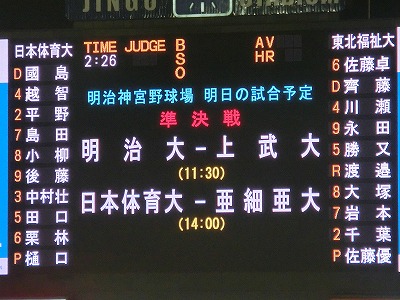 JINGU STADIUM
日本体育大
D 國島
4 越智
2 平野
7 島田
8 小柳
9 後藤
3 中村壮
5 田口
6 栗林
P 樋口
TIME JUDGE B AV
2:26 S HR
O
明治神宮野球場 明日の試合予定
準決戦
明治大－上武大
(11:30)
日本体育大－亜細亜大
(14:00)
東北福祉大
6 佐藤卓
D 齊藤
4 川瀬
9 永田
5 勝又
R 渡邉
8 大塚
7 岩本
2 千葉
P 佐藤優